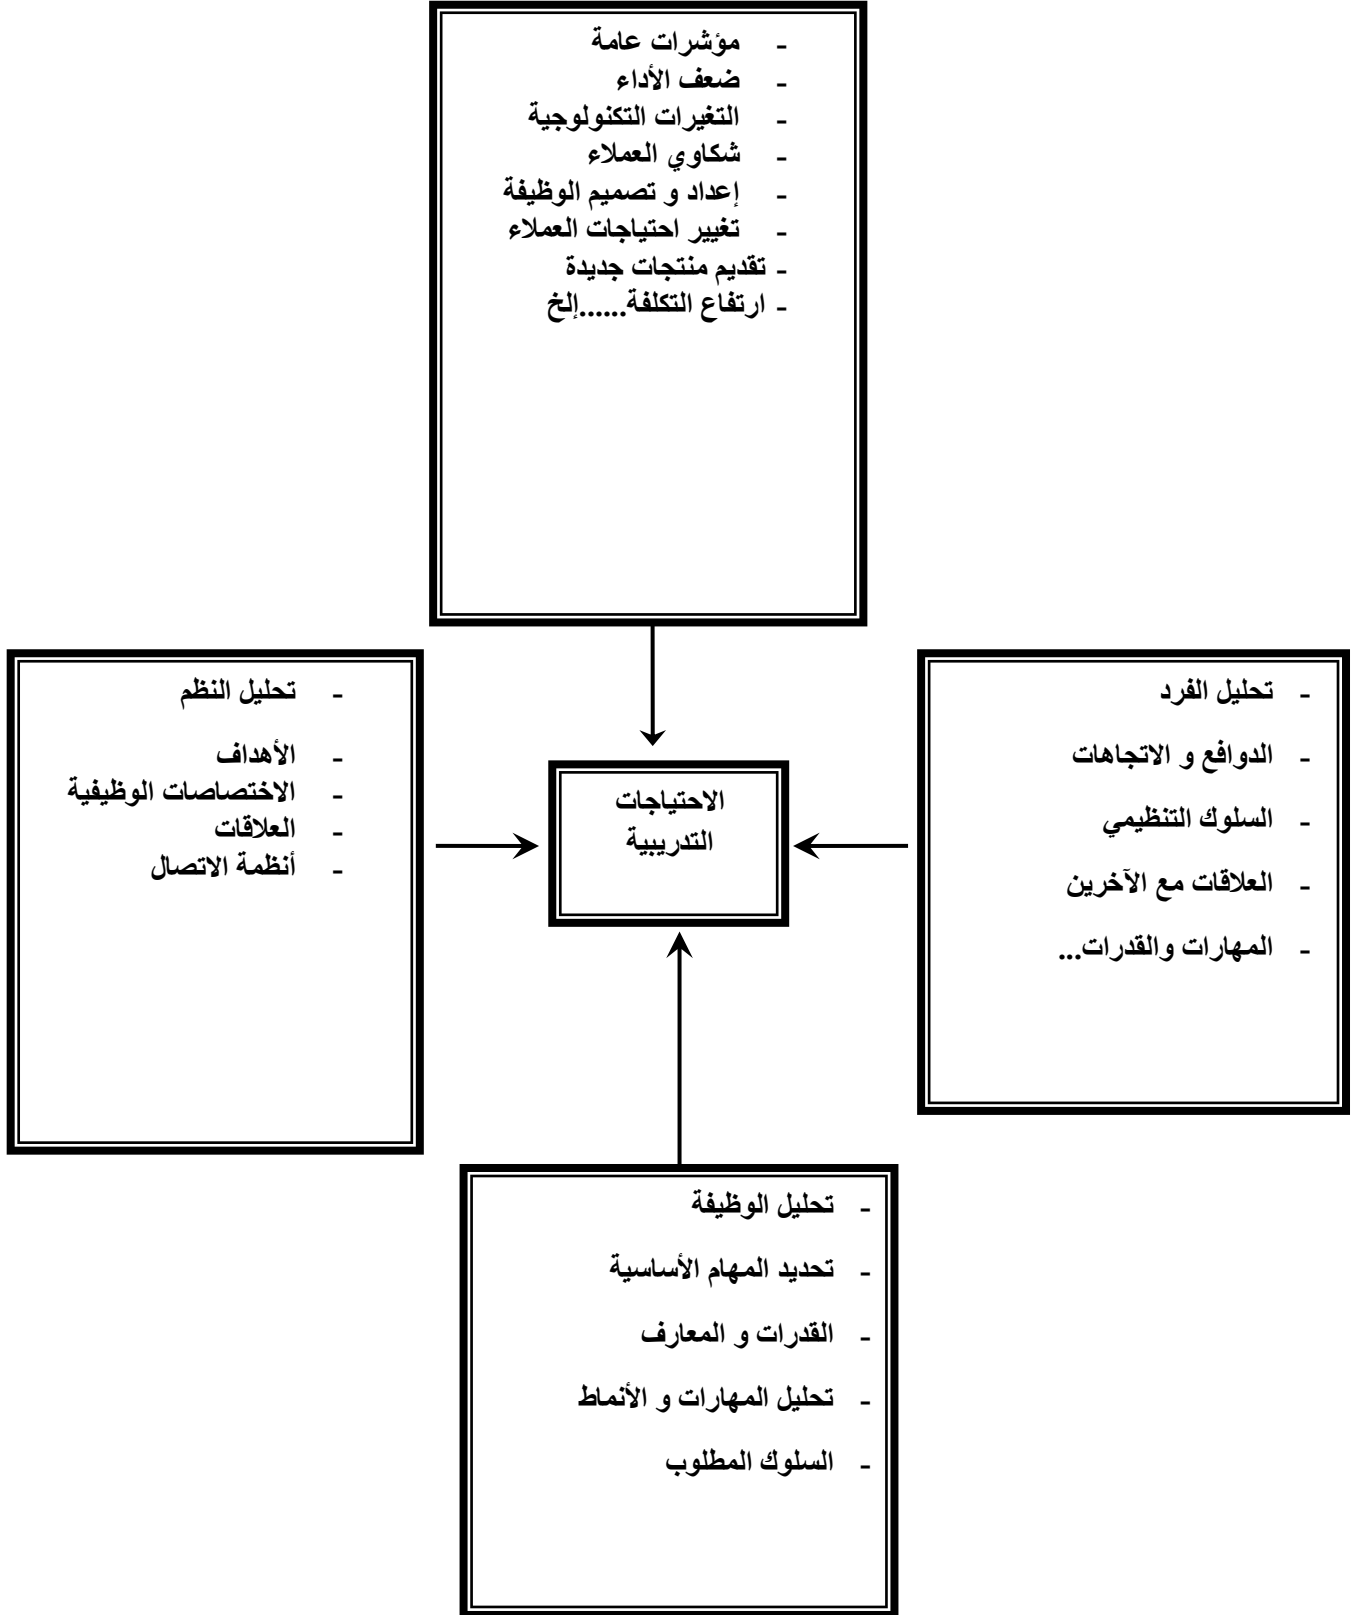 - مؤشرات عامة
- ضعف الأداء
- التغيرات التكنولوجية
- شكاوي العملاء
- إعداد و تصميم الوظيفة
- تغيير احتياجات العملاء
- تقديم منتجات جديدة
- ارتفاع التكلفة......إلخ
- تحليل الفرد
- الدوافع و الاتجاهات
- السلوك التنظيمي
- العلاقات مع الآخرين
- المهارات والقدرات...
الاحتياجات
التدريبية
- تحليل النظم
- الأهداف
- الاختصاصات الوظيفية
- العلاقات
- أنظمة الاتصال
- تحليل الوظيفة
- تحديد المهام الأساسية
- القدرات و المعارف
- تحليل المهارات و الأنماط
- السلوك المطلوب